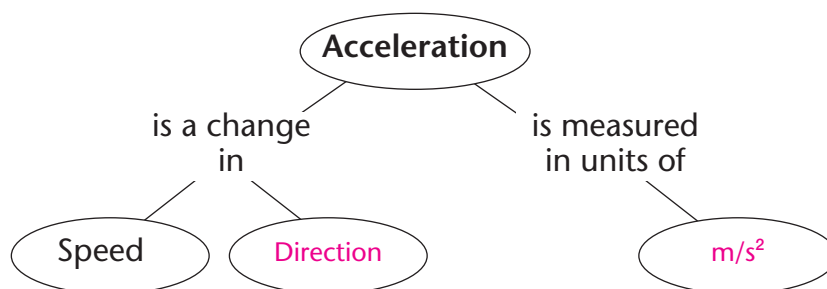 Acceleration
is a change
in
is measured
in units of
Speed
Direction
m/s²